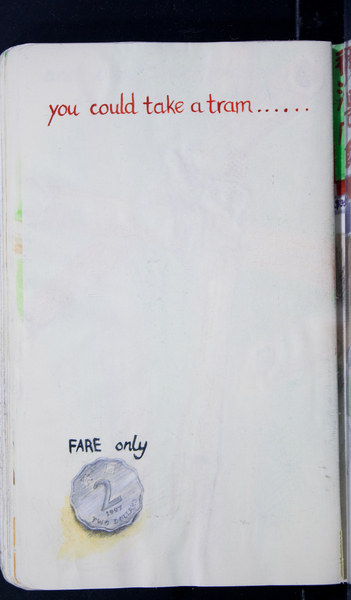 you could take a tram......
FARE only
2
1997
TWO DOLLARS